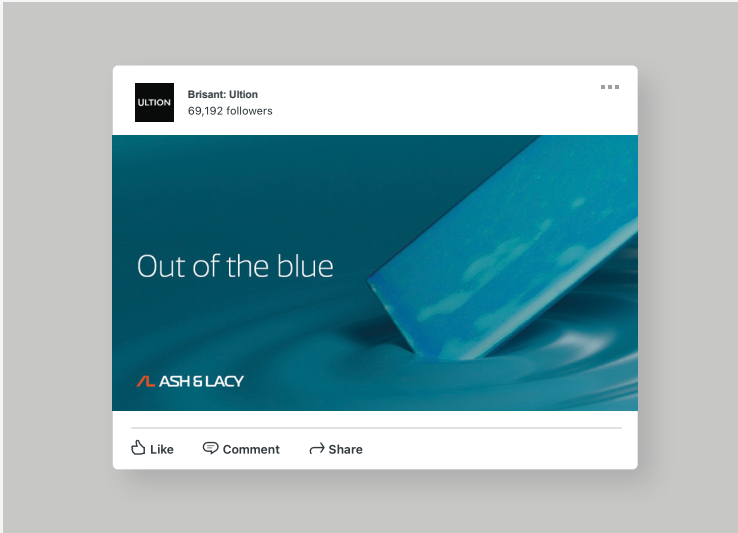 ULTION
Brisant: Ultion
69,192 followers
Out of the blue
ASH & LACY
Like
Comment
Share